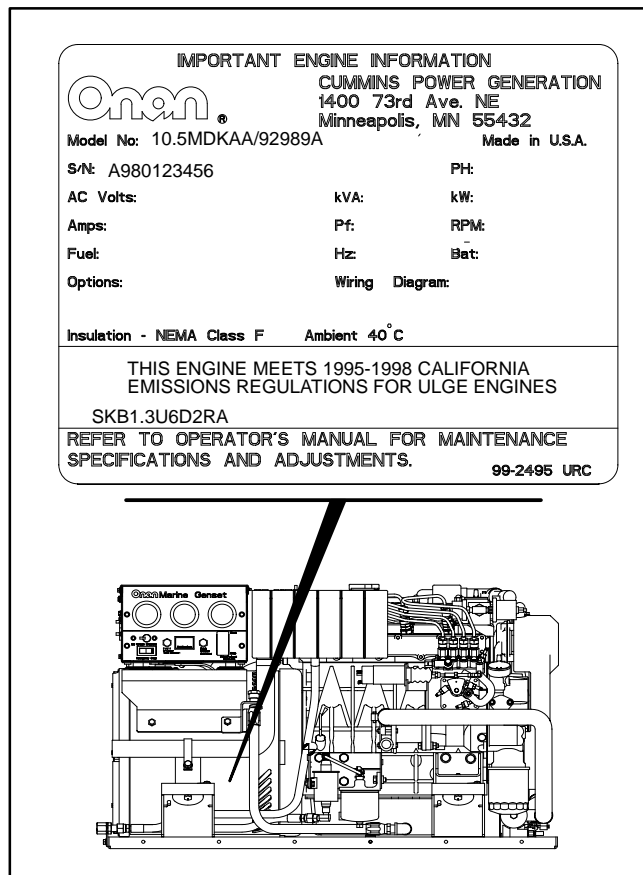 IMPORTANT ENGINE INFORMATION
Onan ®
CUMMINS POWER GENERATION
1400 73rd Ave. NE
Minneapolis, MN 55432
Model No: 10.5MDKAA/92989A
Made in U.S.A.
S/N: A980123456 PH:
AC Volts: kVA: kW:
Amps: Pf: RPM:
Fuel: Hz: Bat:
Options: Wiring Diagram:
Insulation - NEMA Class F Ambient 40°C
THIS ENGINE MEETS 1995-1998 CALIFORNIA
EMISSIONS REGULATIONS FOR ULGE ENGINES
SKB1.3U6D2RA
REFER TO OPERATOR'S MANUAL FOR MAINTENANCE
SPECIFICATIONS AND ADJUSTMENTS.
99-2495 URC
Onan Marine Genset